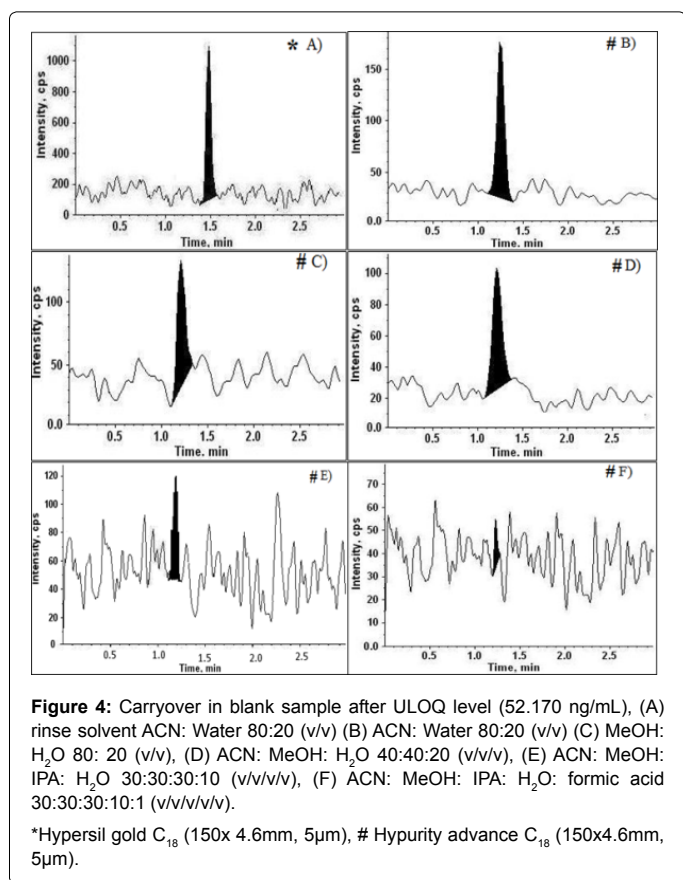 * A)
Intensity, cps
1000
800
600
400
200
0
0.5 1.0 1.5 2.0 2.5
Time, min
# B)
Intensity, cps
150
100
50
0.0
0.5 1.0 1.5 2.0 2.5
Time, min
# C)
Intensity, cps
100
50
0.0
0.5 1.0 1.5 2.0 2.5
Time. min
# D)
Intensity, cps
100
80
60
40
20
0.0
0.5 1.0 1.5 2.0 2.5
Time. min
# E)
Intensity, cps
120
100
80
60
40
20
0
0.5 1.0 1.5 2.0 2.5
Time, min
# F)
Intensity, cps
70
60
50
40
30
20
10
0.0
0.5 1.0 1.5 2.0 2.5
Time, min
Figure 4: Carryover in blank sample after ULOQ level (52.170 ng/mL), (A)
rinse solvent ACN: Water 80:20 (v/v) (B) ACN: Water 80:20 (v/v) (C) MeOH:
H₂O 80: 20 (v/v), (D) ACN: MeOH: H₂O 40:40:20 (v/v/v), (E) ACN: MeOH:
IPA: H₂O 30:30:30:10 (v/v/v/v), (F) ACN: MeOH: IPA: H₂O: formic acid
30:30:30:10:1 (v/v/v/v/v).
*Hypersil gold C₁₈ (150x 4.6mm, 5µm), # Hypurity advance C₁₈ (150x4.6mm,
5µm).